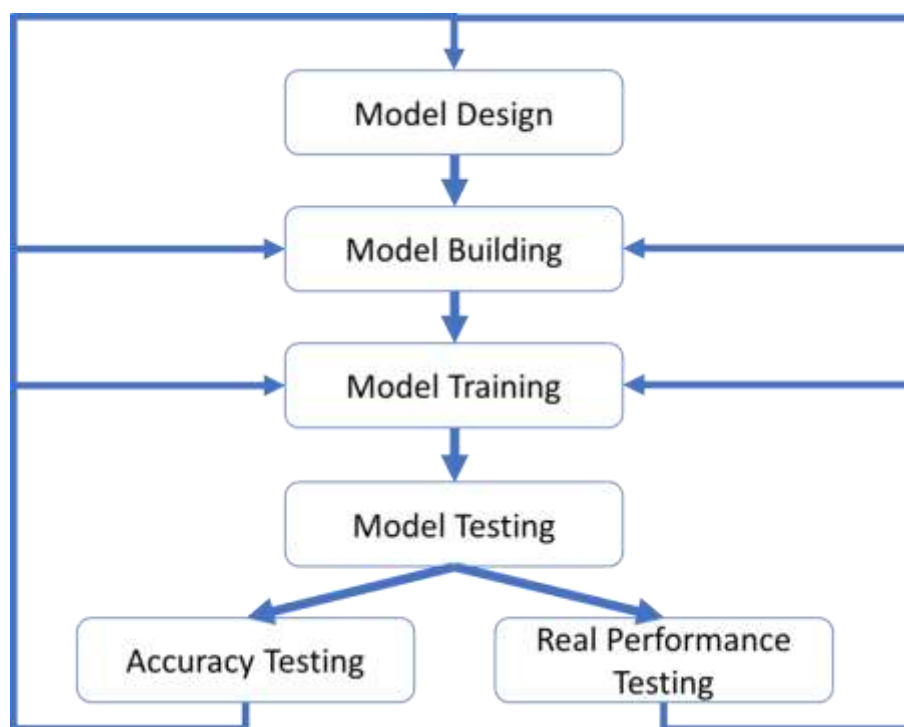 Model Design
Model Building
Model Training
Model Testing
Accuracy Testing
Real Performance
Testing